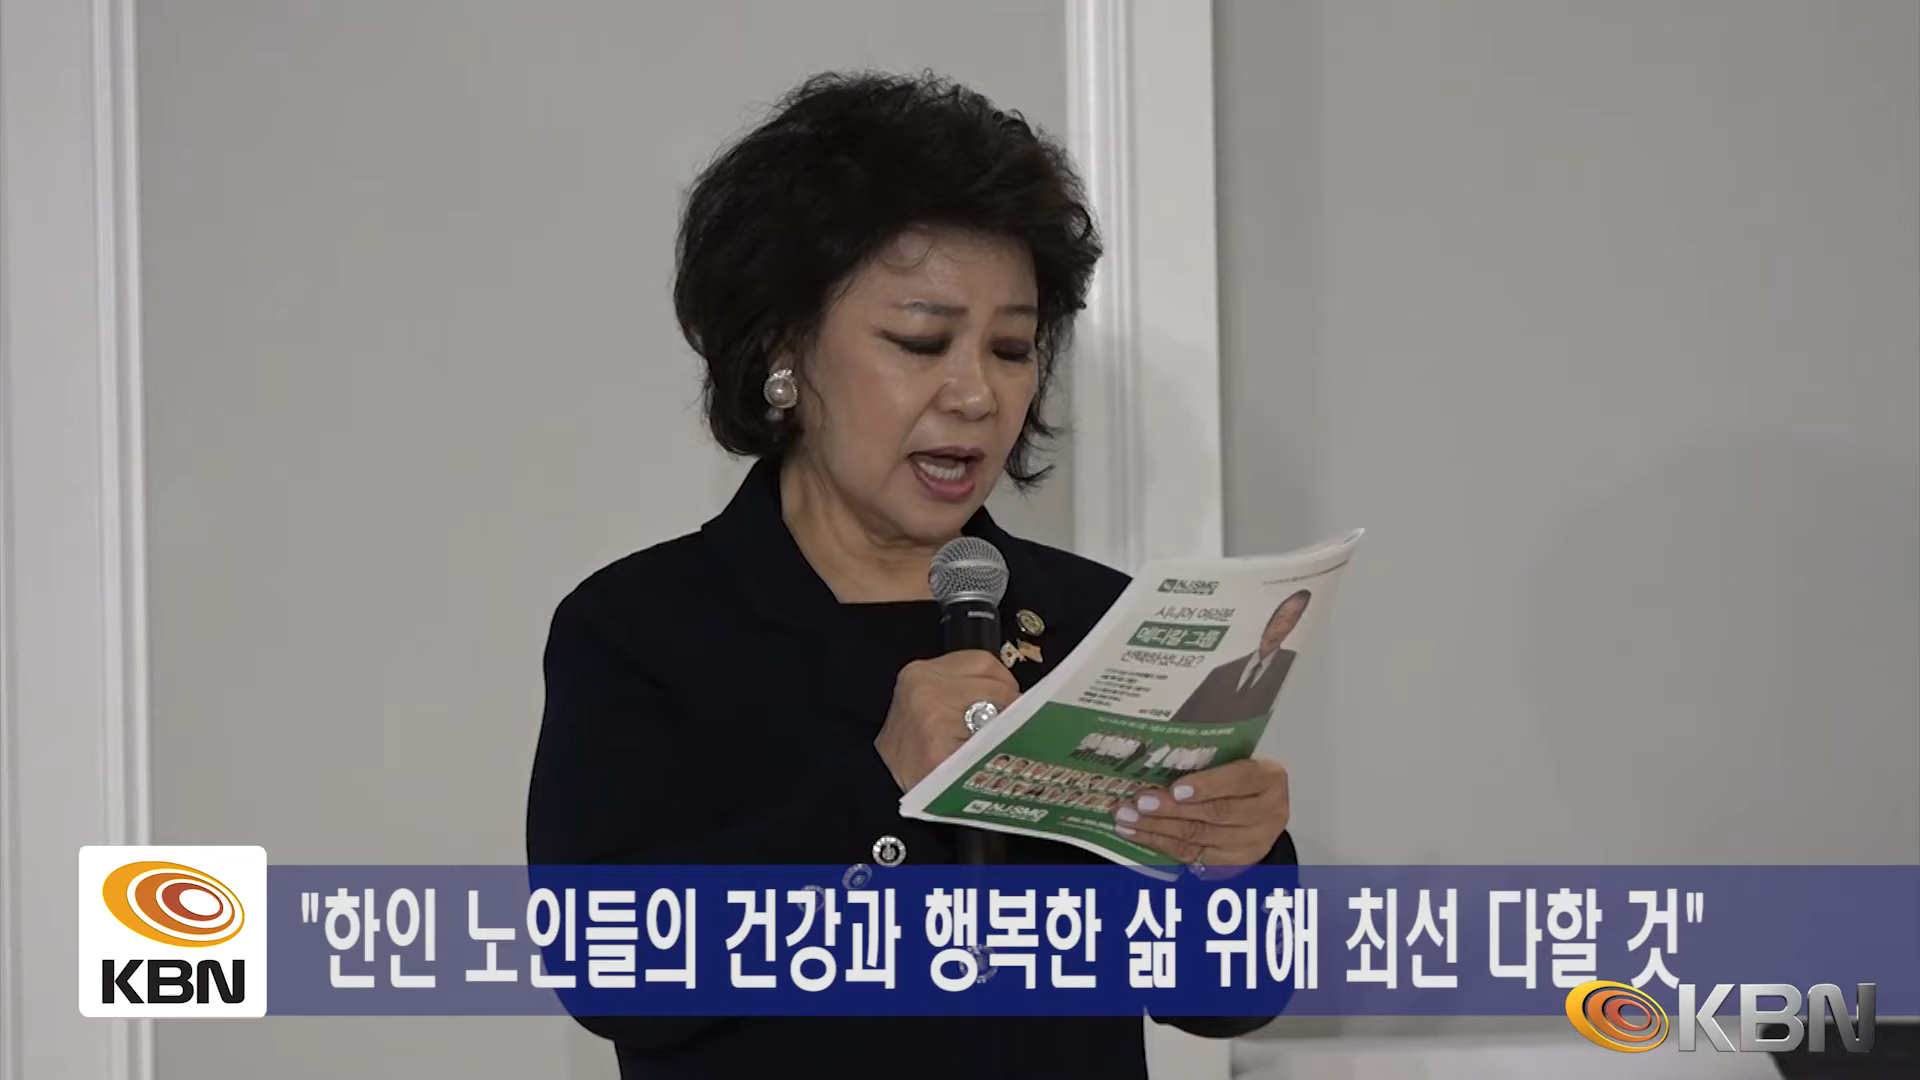 NJSMG
시니어 여러분
메디칼 그룹
선택하셨나요?
NJSMG
KBN
"한인 노인들의 건강과 행복한 삶 위해 최선 다할 것"
KBN